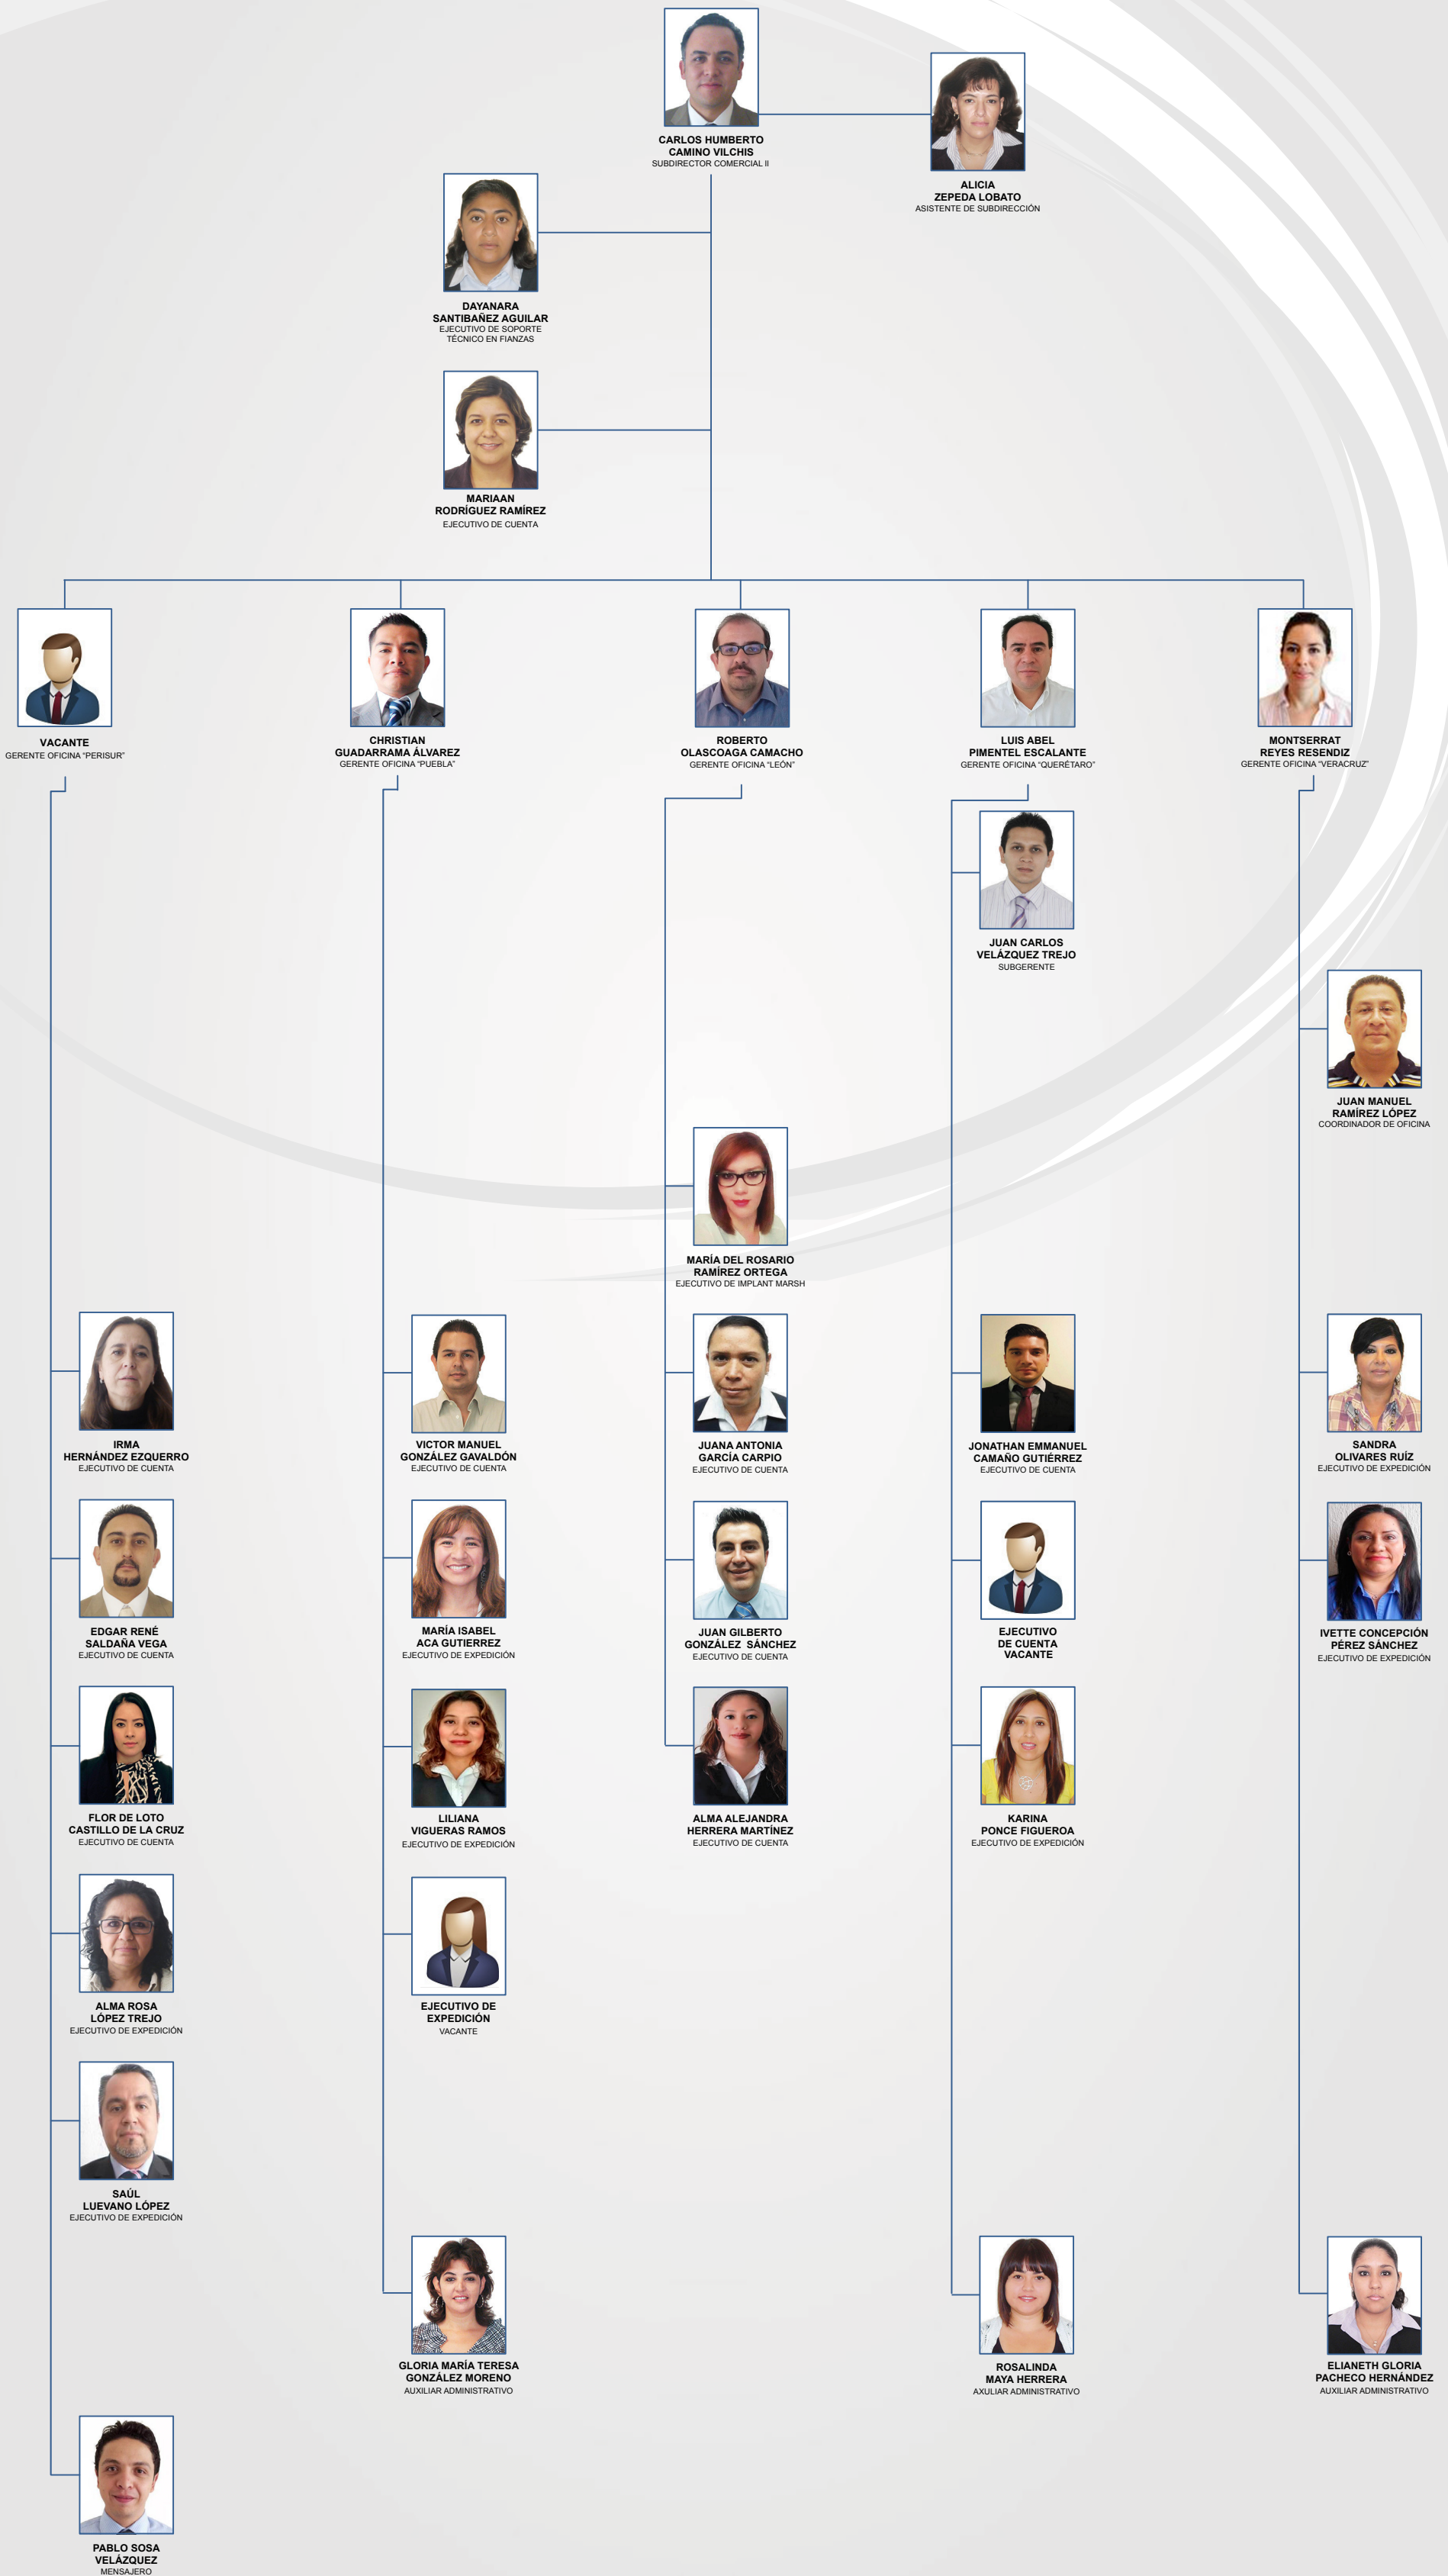 CARLOS HUMBERTO
CAMINO VILCHIS
SUBDIRECTOR COMERCIAL II
ALICIA
ZEPEDA LOBATO
ASISTENTE DE SUBDIRECCIÓN
DAYANARA
SANTIBAÑEZ AGUILAR
EJECUTIVO DE SOPORTE
TÉCNICO EN FIANZAS
MARIAAN
RODRÍGUEZ RAMÍREZ
EJECUTIVO DE CUENTA
VACANTE
GERENTE OFICINA “PERISUR”
CHRISTIAN
GUADARRAMA ÁLVAREZ
GERENTE OFICINA “PUEBLA”
ROBERTO
OLASCOAGA CAMACHO
GERENTE OFICINA “LEÓN”
LUIS ABEL
PIMENTEL ESCALANTE
GERENTE OFICINA “QUERÉTARO”
MONTSERRAT
REYES RESENDIZ
GERENTE OFICINA “VERACRUZ”
JUAN CARLOS
VELÁZQUEZ TREJO
SUBGERENTE
JUAN MANUEL
RAMÍREZ LÓPEZ
COORDINADOR DE OFICINA
MARÍA DEL ROSARIO
RAMÍREZ ORTEGA
EJECUTIVO DE IMPLANT MARSH
IRMA
HERNÁNDEZ EZQUERRO
EJECUTIVO DE CUENTA
VICTOR MANUEL
GONZÁLEZ GAVALDÓN
EJECUTIVO DE CUENTA
JUANA ANTONIA
GARCÍA CARPIO
EJECUTIVO DE CUENTA
JONATHAN EMMANUEL
CAMAÑO GUTIÉRREZ
EJECUTIVO DE CUENTA
SANDRA
OLIVARES RUÍZ
EJECUTIVO DE EXPEDICIÓN
EDGAR RENÉ
SALDAÑA VEGA
EJECUTIVO DE CUENTA
MARÍA ISABEL
ACA GUTIERREZ
EJECUTIVO DE EXPEDICIÓN
JUAN GILBERTO
GONZÁLEZ SÁNCHEZ
EJECUTIVO DE CUENTA
EJECUTIVO
DE CUENTA
VACANTE
IVETTE CONCEPCIÓN
PÉREZ SÁNCHEZ
EJECUTIVO DE EXPEDICIÓN
FLOR DE LOTO
CASTILLO DE LA CRUZ
EJECUTIVO DE CUENTA
LILIANA
VIGUERAS RAMOS
EJECUTIVO DE EXPEDICIÓN
ALMA ALEJANDRA
HERRERA MARTÍNEZ
EJECUTIVO DE CUENTA
KARINA
PONCE FIGUEROA
EJECUTIVO DE EXPEDICIÓN
ALMA ROSA
LÓPEZ TREJO
EJECUTIVO DE EXPEDICIÓN
EJECUTIVO DE
EXPEDICIÓN
VACANTE
SAÚL
LUEVANO LÓPEZ
EJECUTIVO DE EXPEDICIÓN
GLORIA MARÍA TERESA
GONZÁLEZ MORENO
AUXILIAR ADMINISTRATIVO
ROSALINDA
MAYA HERRERA
AXULIAR ADMINISTRATIVO
ELIANETH GLORIA
PACHECO HERNÁNDEZ
AUXILIAR ADMINISTRATIVO
PABLO SOSA
VELÁZQUEZ
MENSAJERO